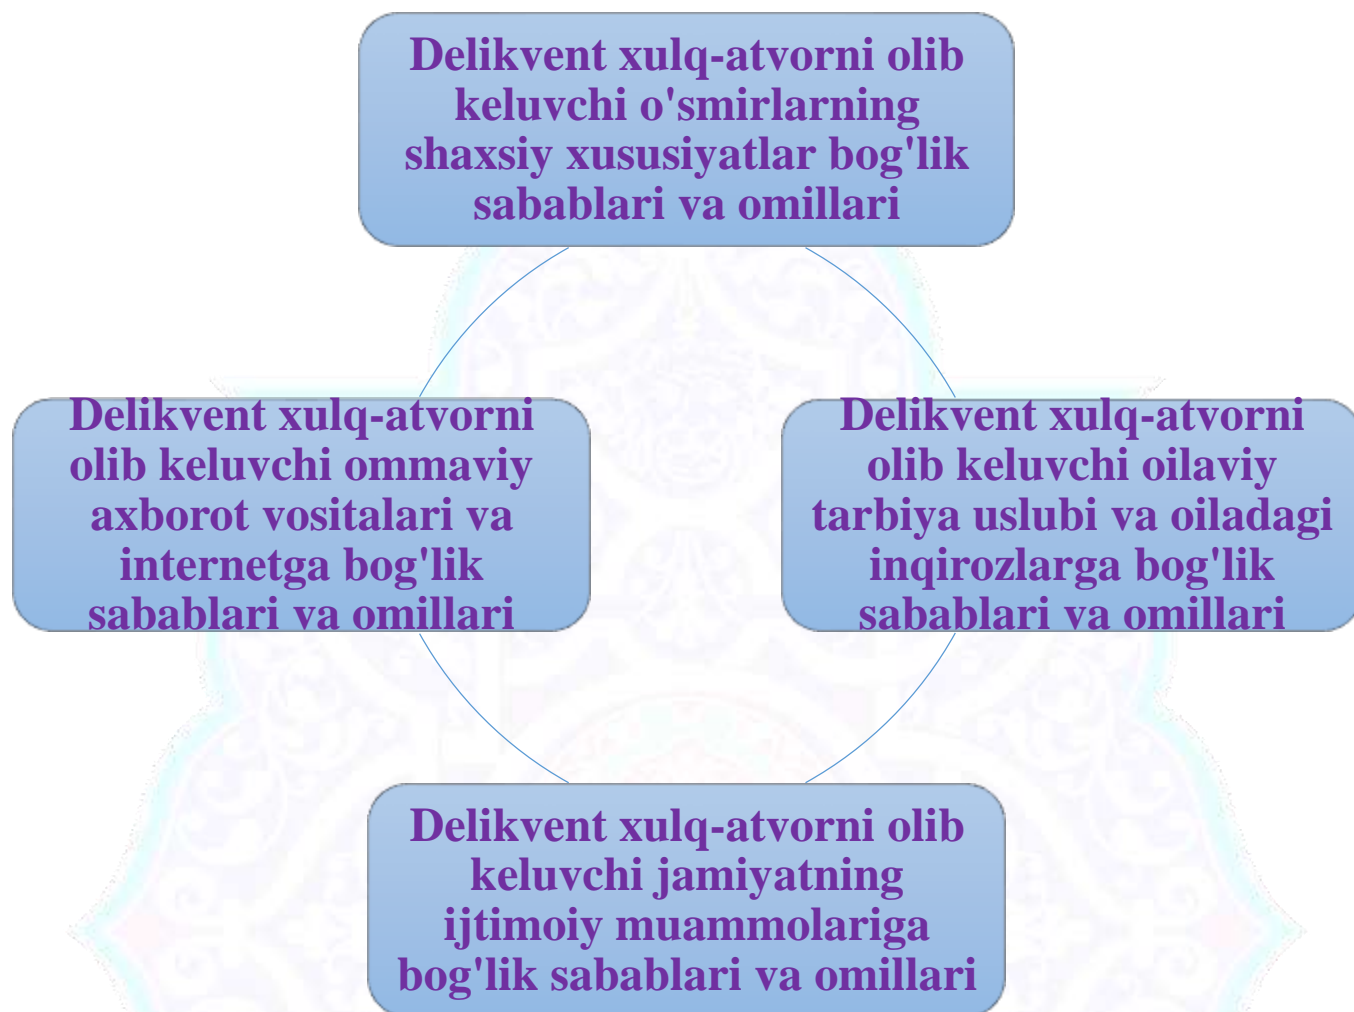 Delikvent xulq-atvorni olib
keluvchi o'smirlarning
shaxsiy xususiyatlar bog'lik
sabablari va omillari
Delikvent xulq-atvorni
olib keluvchi ommaviy
axborot vositalari va
internetga bog'lik
sabablari va omillari
Delikvent xulq-atvorni
olib keluvchi oilaviy
tarbiya uslubi va oiladagi
inqirozlarga bog'lik
sabablari va omillari
Delikvent xulq-atvorni olib
keluvchi jamiyatning
ijtimoiy muammolariga
bog'lik sabablari va omillari